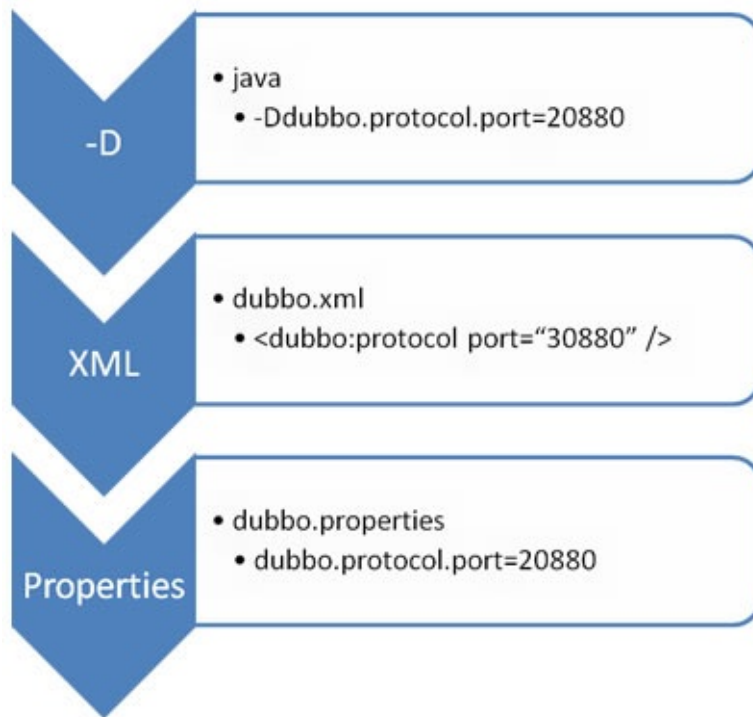 -D
• java
• -Ddubbo.protocol.port=20880
XML
• dubbo.xml
• <dubbo:protocol port=“30880” />
Properties
• dubbo.properties
• dubbo.protocol.port=20880